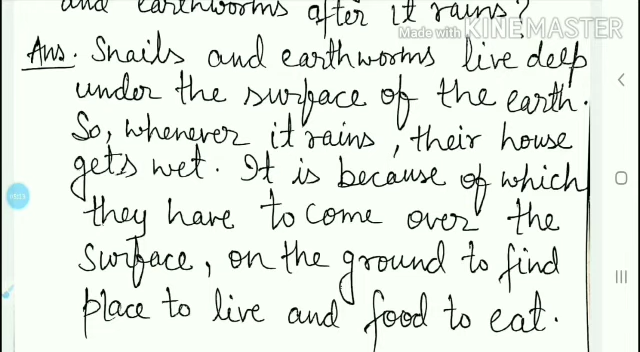 and earthworms after it rains?
Made with KINEMASTER
Ans. Snails and earthworms live deep
under the surface of the earth.
So, whenever it rains, their house
gets wet. It is because of which
they have to come over the
surface, on the ground to find
place to live and food to eat.